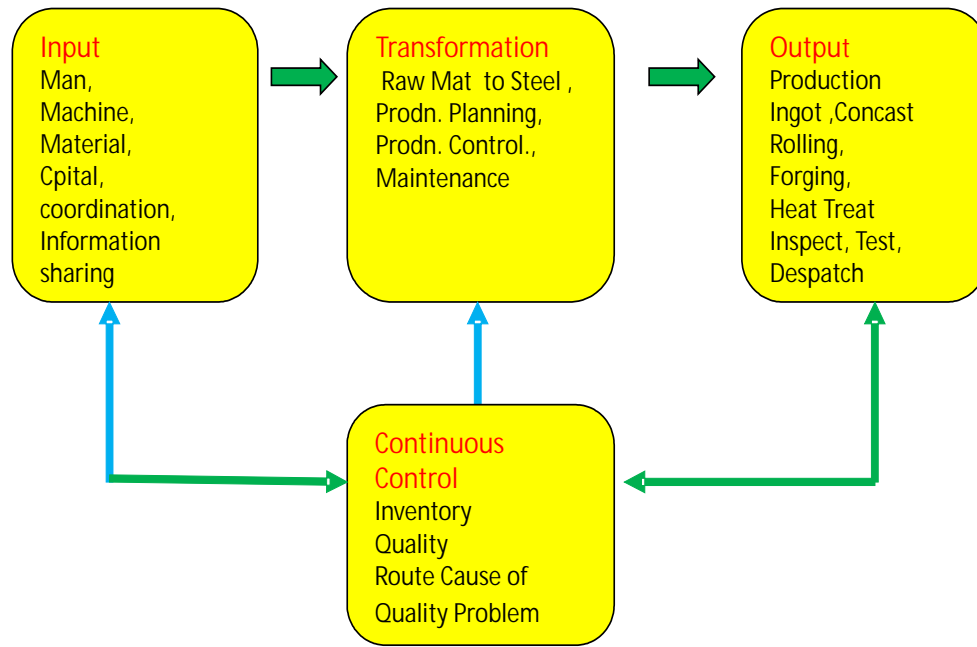 Input
Man,
Machine,
Material,
Cpital,
coordination,
Information
sharing
Transformation
Raw Mat to Steel ,
Prodn. Planning,
Prodn. Control.,
Maintenance
Output
Production
Ingot ,Concast
Rolling,
Forging,
Heat Treat
Inspect, Test,
Despatch
Continuous
Control
Inventory
Quality
Route Cause of
Quality Problem